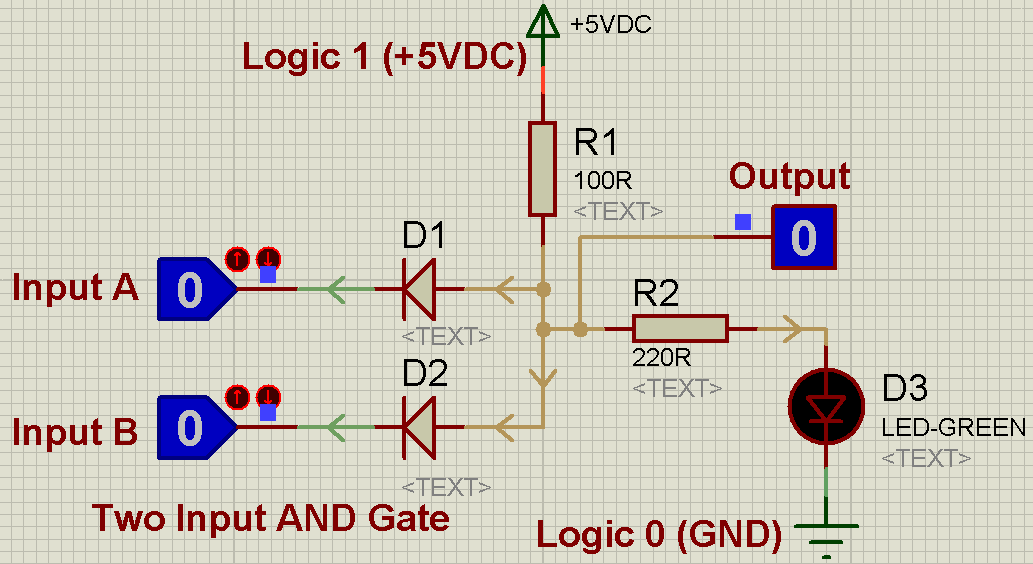 +5VDC
Logic 1 (+5VDC)
R1
100R
<TEXT>
Output
0
D1
Input A
0
<TEXT>
R2
220R
<TEXT>
D2
Input B
0
<TEXT>
D3
LED-GREEN
<TEXT>
Two Input AND Gate
Logic 0 (GND)